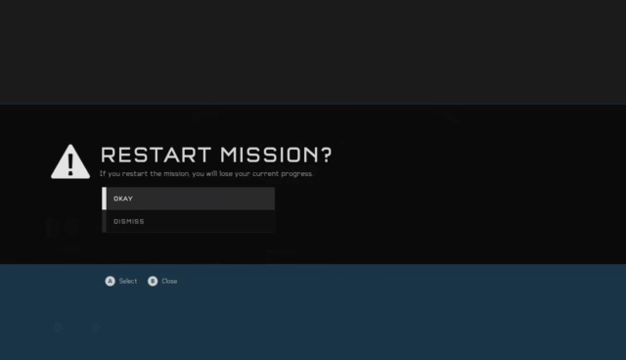 RESTART MISSION?
If you restart the mission, you will lose your current progress.
OKAY
DISMISS
A Select B Close